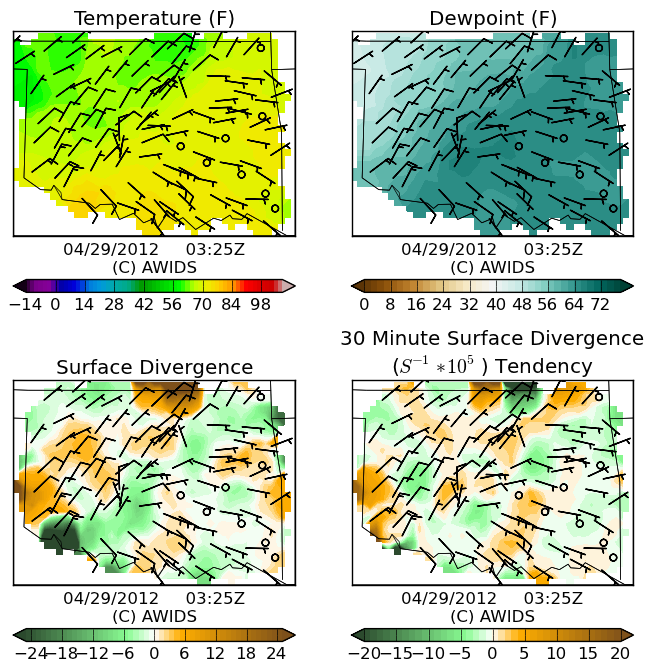 Temperature (F)
Dewpoint (F)
04/29/2012 03:25Z
(C) AWIDS
04/29/2012 03:25Z
(C) AWIDS
−14 0 14 28 42 56 70 84 98
0 8 16 24 32 40 48 56 64 72
Surface Divergence
30 Minute Surface Divergence
(S^{−1} *10^5 ) Tendency
04/29/2012 03:25Z
(C) AWIDS
04/29/2012 03:25Z
(C) AWIDS
−24 −18 −12 −6 0 6 12 18 24
−20 −15 −10 −5 0 5 10 15 20